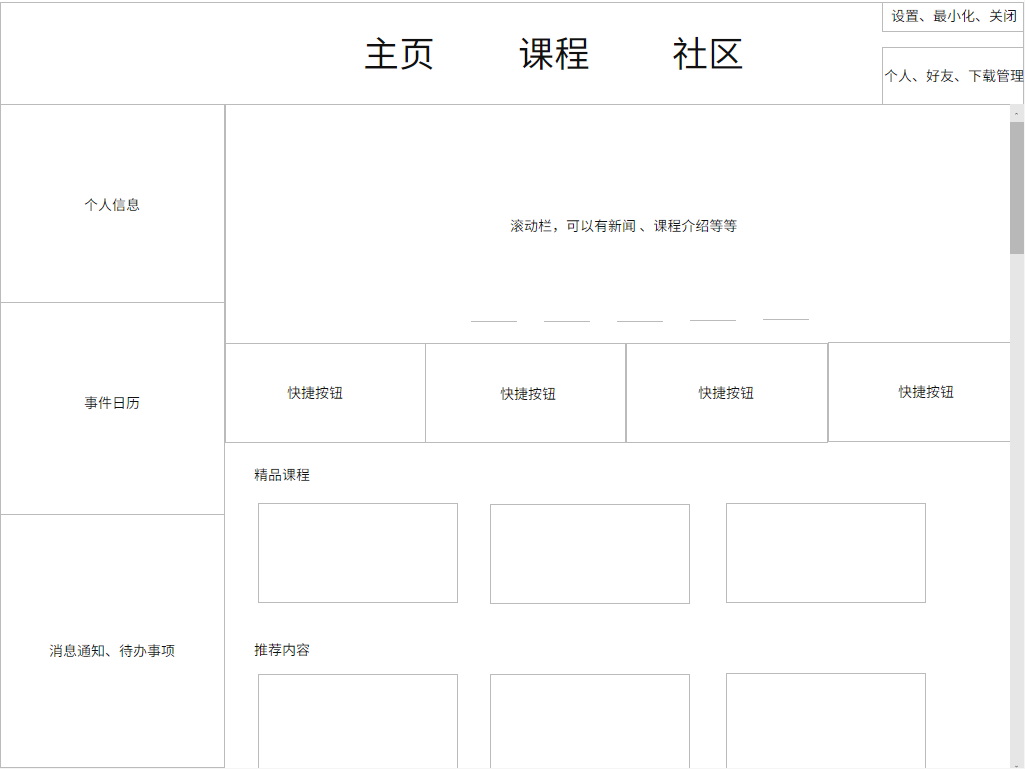 设置、最小化、关闭
主页 课程 社区
个人、好友、下载管理
个人信息
滚动栏，可以有新闻 、课程介绍等等
事件日历
快捷按钮 快捷按钮 快捷按钮 快捷按钮
精品课程
消息通知、待办事项
推荐内容